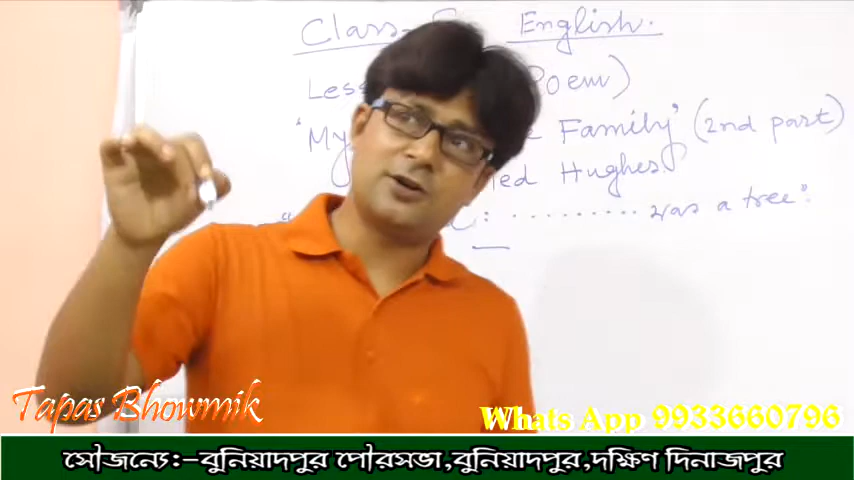 Class- English.
Poem)
'My Family' (2nd part)
Ted Hughes.
: .......... was a tree".
Tapas Bhowmik
Whats App 9933660796
সৌজন্যে:-বুনিয়াদপুর পৌরসভা,বুনিয়াদপুর,দক্ষিণ দিনাজপুর